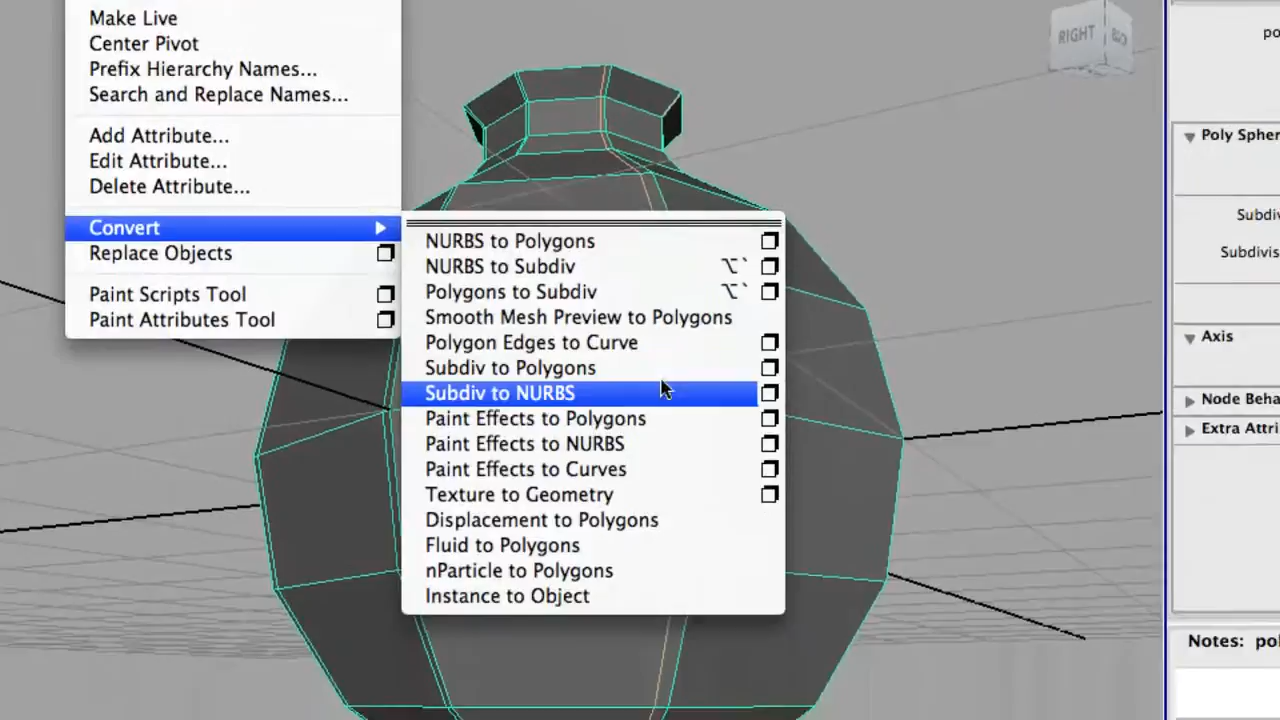 Make Live
Center Pivot
Prefix Hierarchy Names...
Search and Replace Names...
Add Attribute...
Edit Attribute...
Delete Attribute...
Convert
Replace Objects
Paint Scripts Tool
Paint Attributes Tool
NURBS to Polygons
NURBS to Subdiv ⌥`
Polygons to Subdiv ⌥`
Smooth Mesh Preview to Polygons
Polygon Edges to Curve
Subdiv to Polygons
Subdiv to NURBS
Paint Effects to Polygons
Paint Effects to NURBS
Paint Effects to Curves
Texture to Geometry
Displacement to Polygons
Fluid to Polygons
nParticle to Polygons
Instance to Object
RIGHT
po
Poly Spher
Subdiv
Subdivis
Axis
Node Beha
Extra Attri
Notes: pol